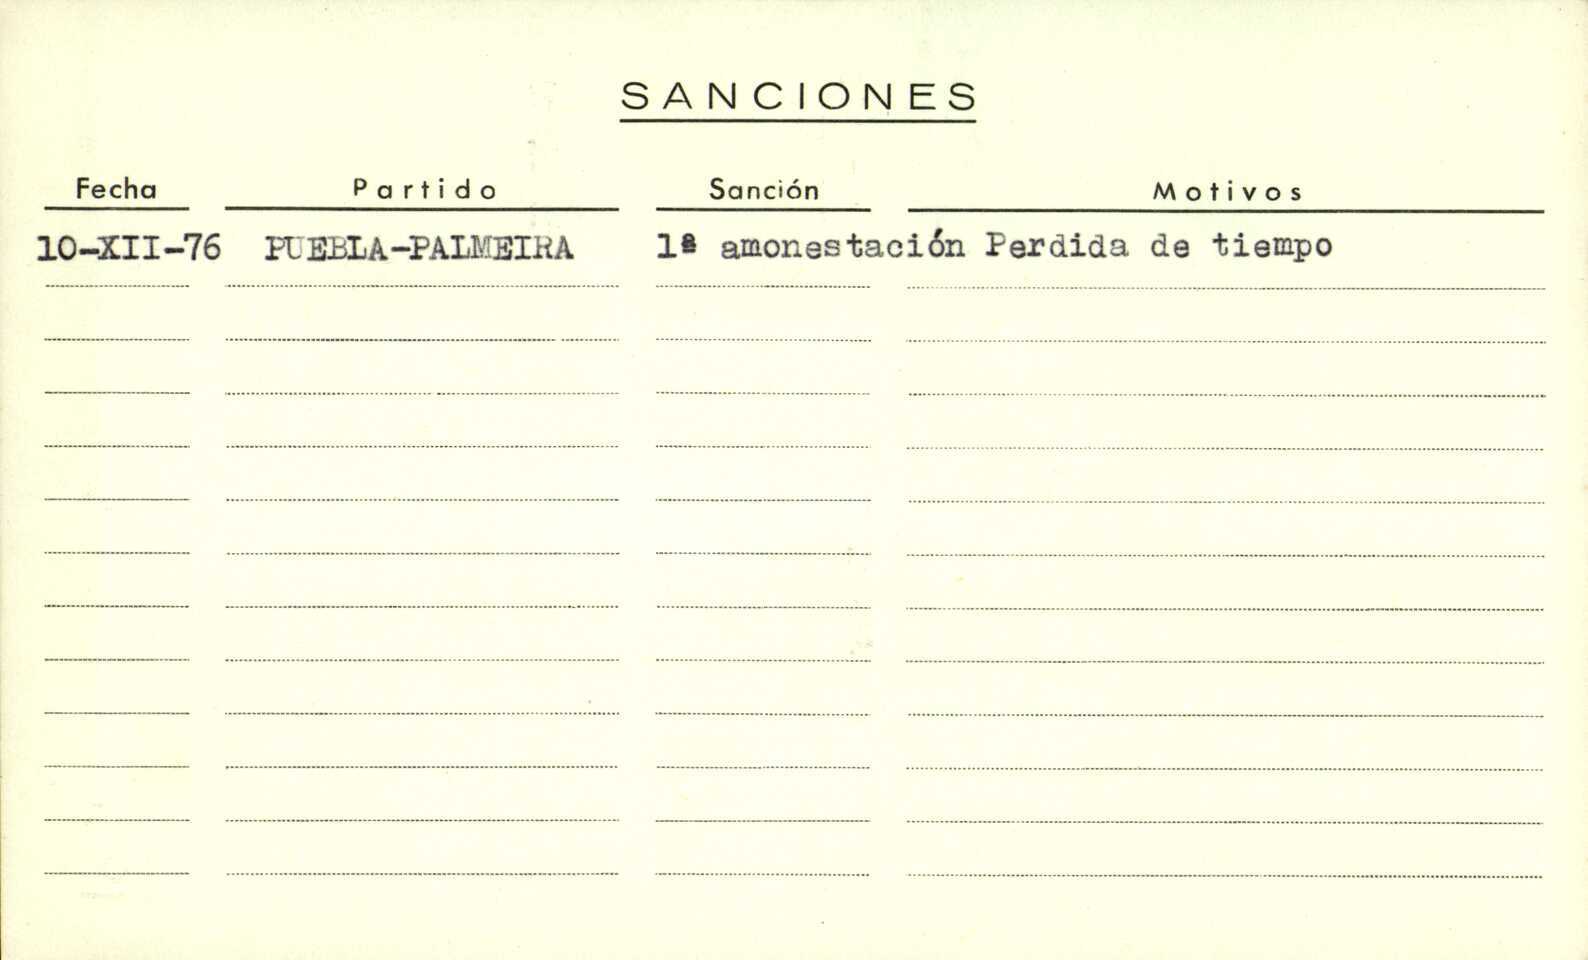 SANCIONES
Fecha Partido Sanción Motivos
10-XII-76 PUEBLA-PALMEIRA 1ª amonestación Perdida de tiempo